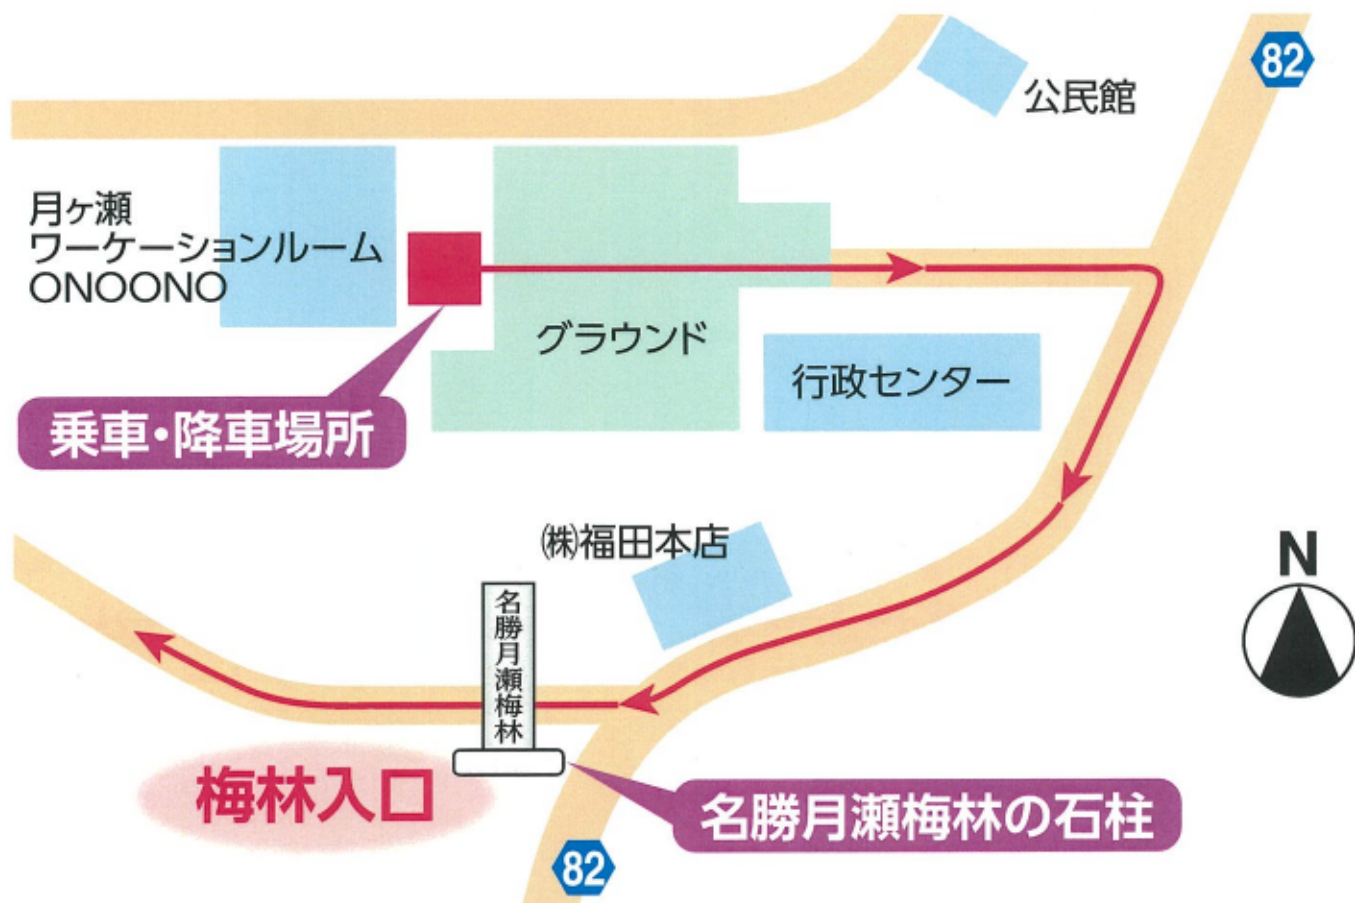 82
公民館
月ヶ瀬
ワーケーションルーム
ONOONO
グラウンド
行政センター
乗車・降車場所
㈱福田本店
N
名勝月瀬梅林
梅林入口
名勝月瀬梅林の石柱
82